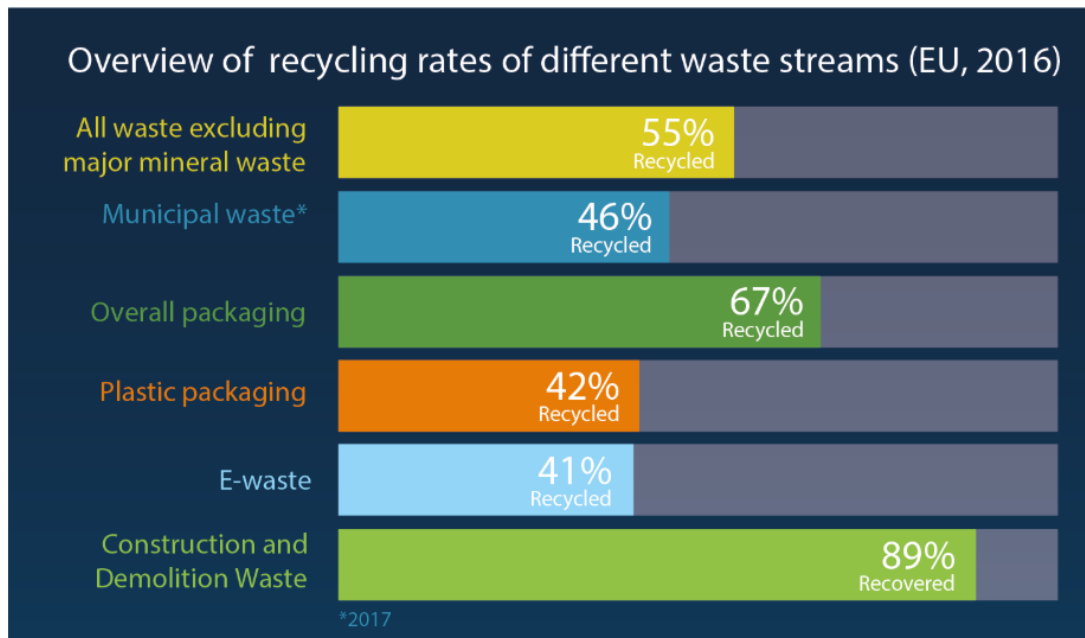 Overview of recycling rates of different waste streams (EU, 2016)
All waste excluding
major mineral waste
55%
Recycled
Municipal waste*
46%
Recycled
Overall packaging
67%
Recycled
Plastic packaging
42%
Recycled
E-waste
41%
Recycled
Construction and
Demolition Waste
89%
Recovered
*2017